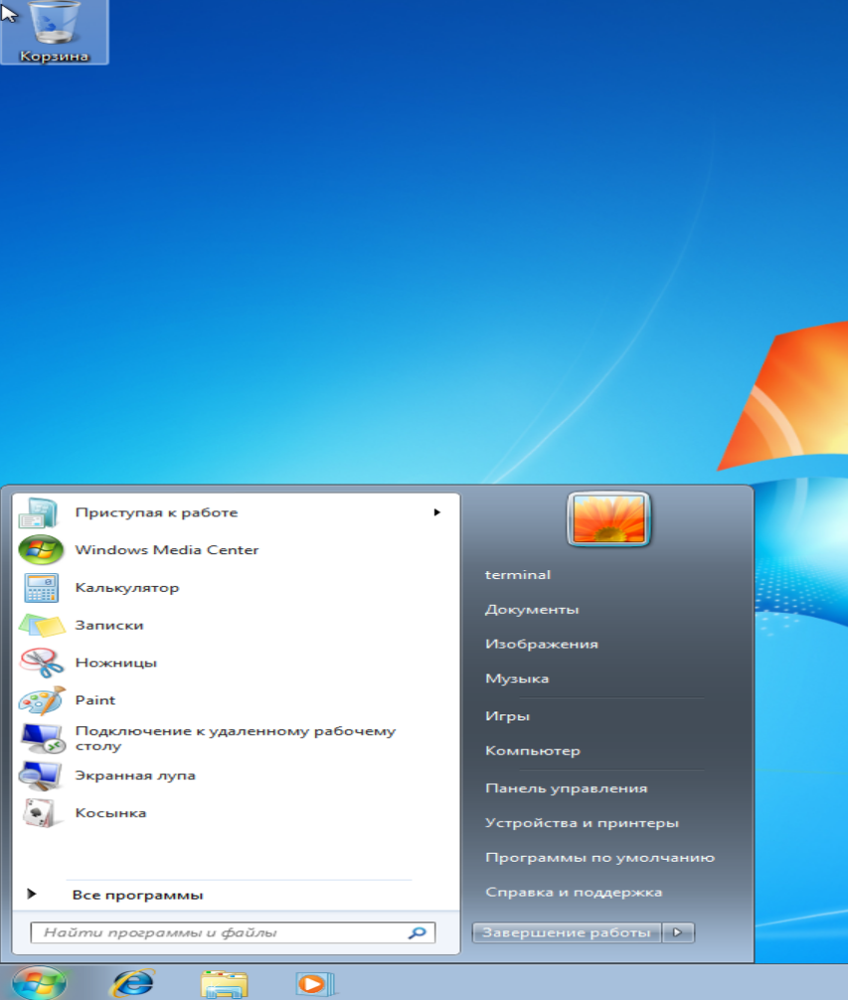 Корзина
Приступая к работе
Windows Media Center
Калькулятор
Записки
Ножницы
Paint
Подключение к удаленному рабочему
столу
Экранная лупа
Косынка
Все программы
Найти программы и файлы
terminal
Документы
Изображения
Музыка
Игры
Компьютер
Панель управления
Устройства и принтеры
Программы по умолчанию
Справка и поддержка
Завершение работы